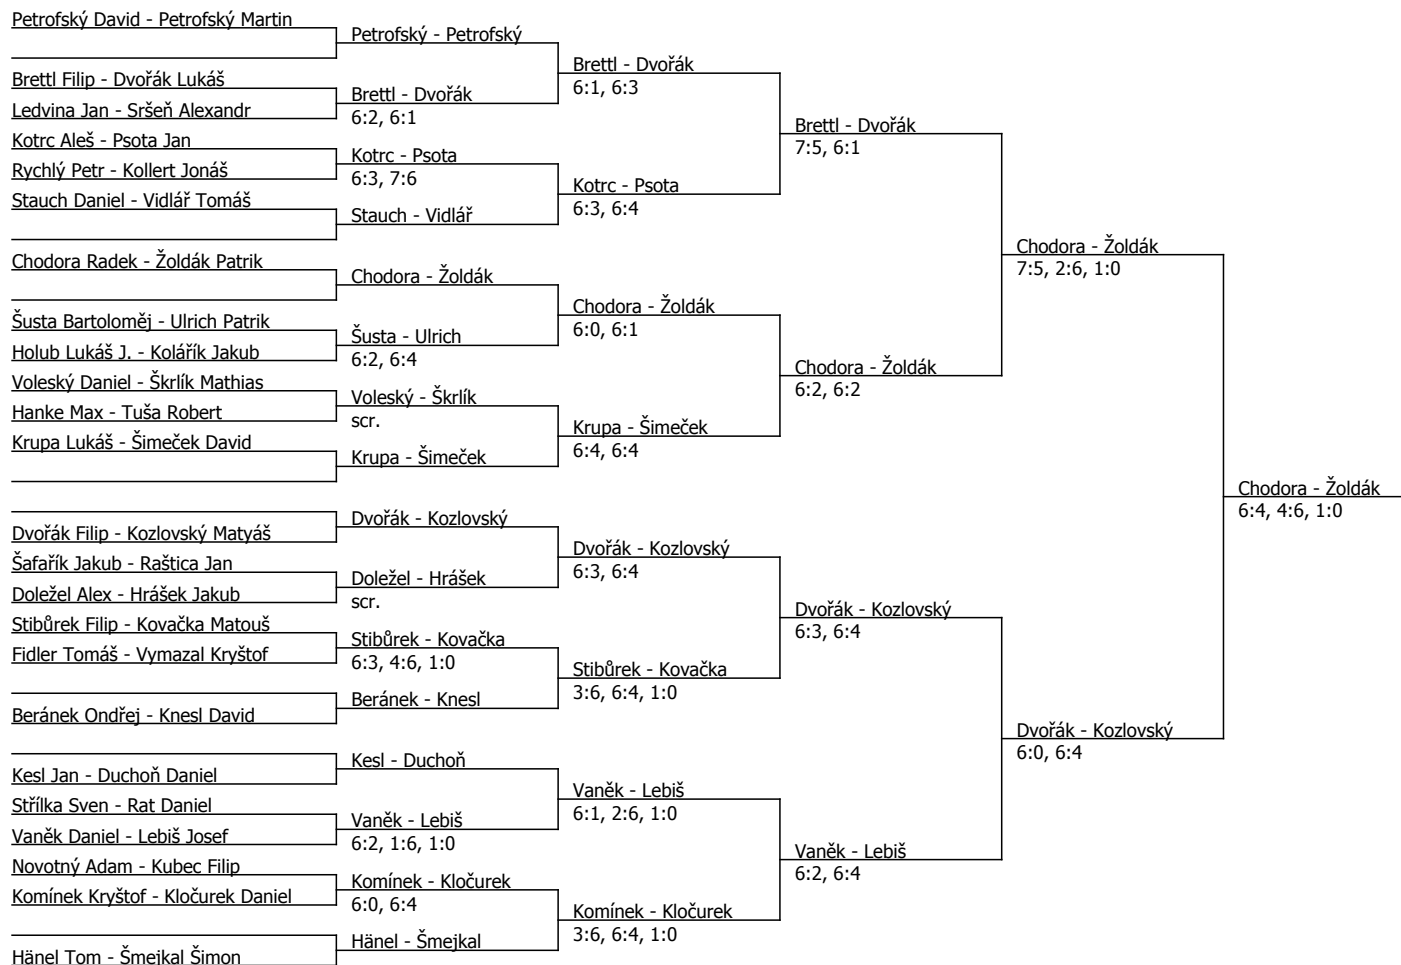 Petrofský David - Petrofský Martin
Brettl Filip - Dvořák Lukáš
Ledvina Jan - Sršeň Alexandr
Kotrc Aleš - Psota Jan
Rychlý Petr - Kollert Jonáš
Stauch Daniel - Vidlář Tomáš
Chodora Radek - Žoldák Patrik
Šusta Bartoloměj - Ulrich Patrik
Holub Lukáš J. - Kolářík Jakub
Voleský Daniel - Škrlík Mathias
Hanke Max - Tuša Robert
Krupa Lukáš - Šimeček David
Dvořák Filip - Kozlovský Matyáš
Šafařík Jakub - Raštica Jan
Doležel Alex - Hrášek Jakub
Stibůrek Filip - Kovačka Matouš
Fidler Tomáš - Vymazal Kryštof
Beránek Ondřej - Knesl David
Kesl Jan - Duchoň Daniel
Střílka Sven - Rat Daniel
Vaněk Daniel - Lebiš Josef
Novotný Adam - Kubec Filip
Komínek Kryštof - Kločurek Daniel
Hänel Tom - Šmejkal Šimon
Petrofský - Petrofský
Brettl - Dvořák
6:2, 6:1
Kotrc - Psota
6:3, 7:6
Stauch - Vidlář
Chodora - Žoldák
Šusta - Ulrich
6:2, 6:4
Voleský - Škrlík
scr.
Krupa - Šimeček
Dvořák - Kozlovský
Doležel - Hrášek
scr.
Stibůrek - Kovačka
6:3, 4:6, 1:0
Beránek - Knesl
Kesl - Duchoň
Vaněk - Lebiš
6:2, 1:6, 1:0
Komínek - Kločurek
6:0, 6:4
Hänel - Šmejkal
Brettl - Dvořák
6:1, 6:3
Kotrc - Psota
6:3, 6:4
Chodora - Žoldák
6:0, 6:1
Krupa - Šimeček
6:4, 6:4
Dvořák - Kozlovský
6:3, 6:4
Stibůrek - Kovačka
3:6, 6:4, 1:0
Vaněk - Lebiš
6:1, 2:6, 1:0
Komínek - Kločurek
3:6, 6:4, 1:0
Brettl - Dvořák
7:5, 6:1
Chodora - Žoldák
6:2, 6:2
Dvořák - Kozlovský
6:3, 6:4
Vaněk - Lebiš
6:2, 6:4
Chodora - Žoldák
7:5, 2:6, 1:0
Dvořák - Kozlovský
6:0, 6:4
Chodora - Žoldák
6:4, 4:6, 1:0